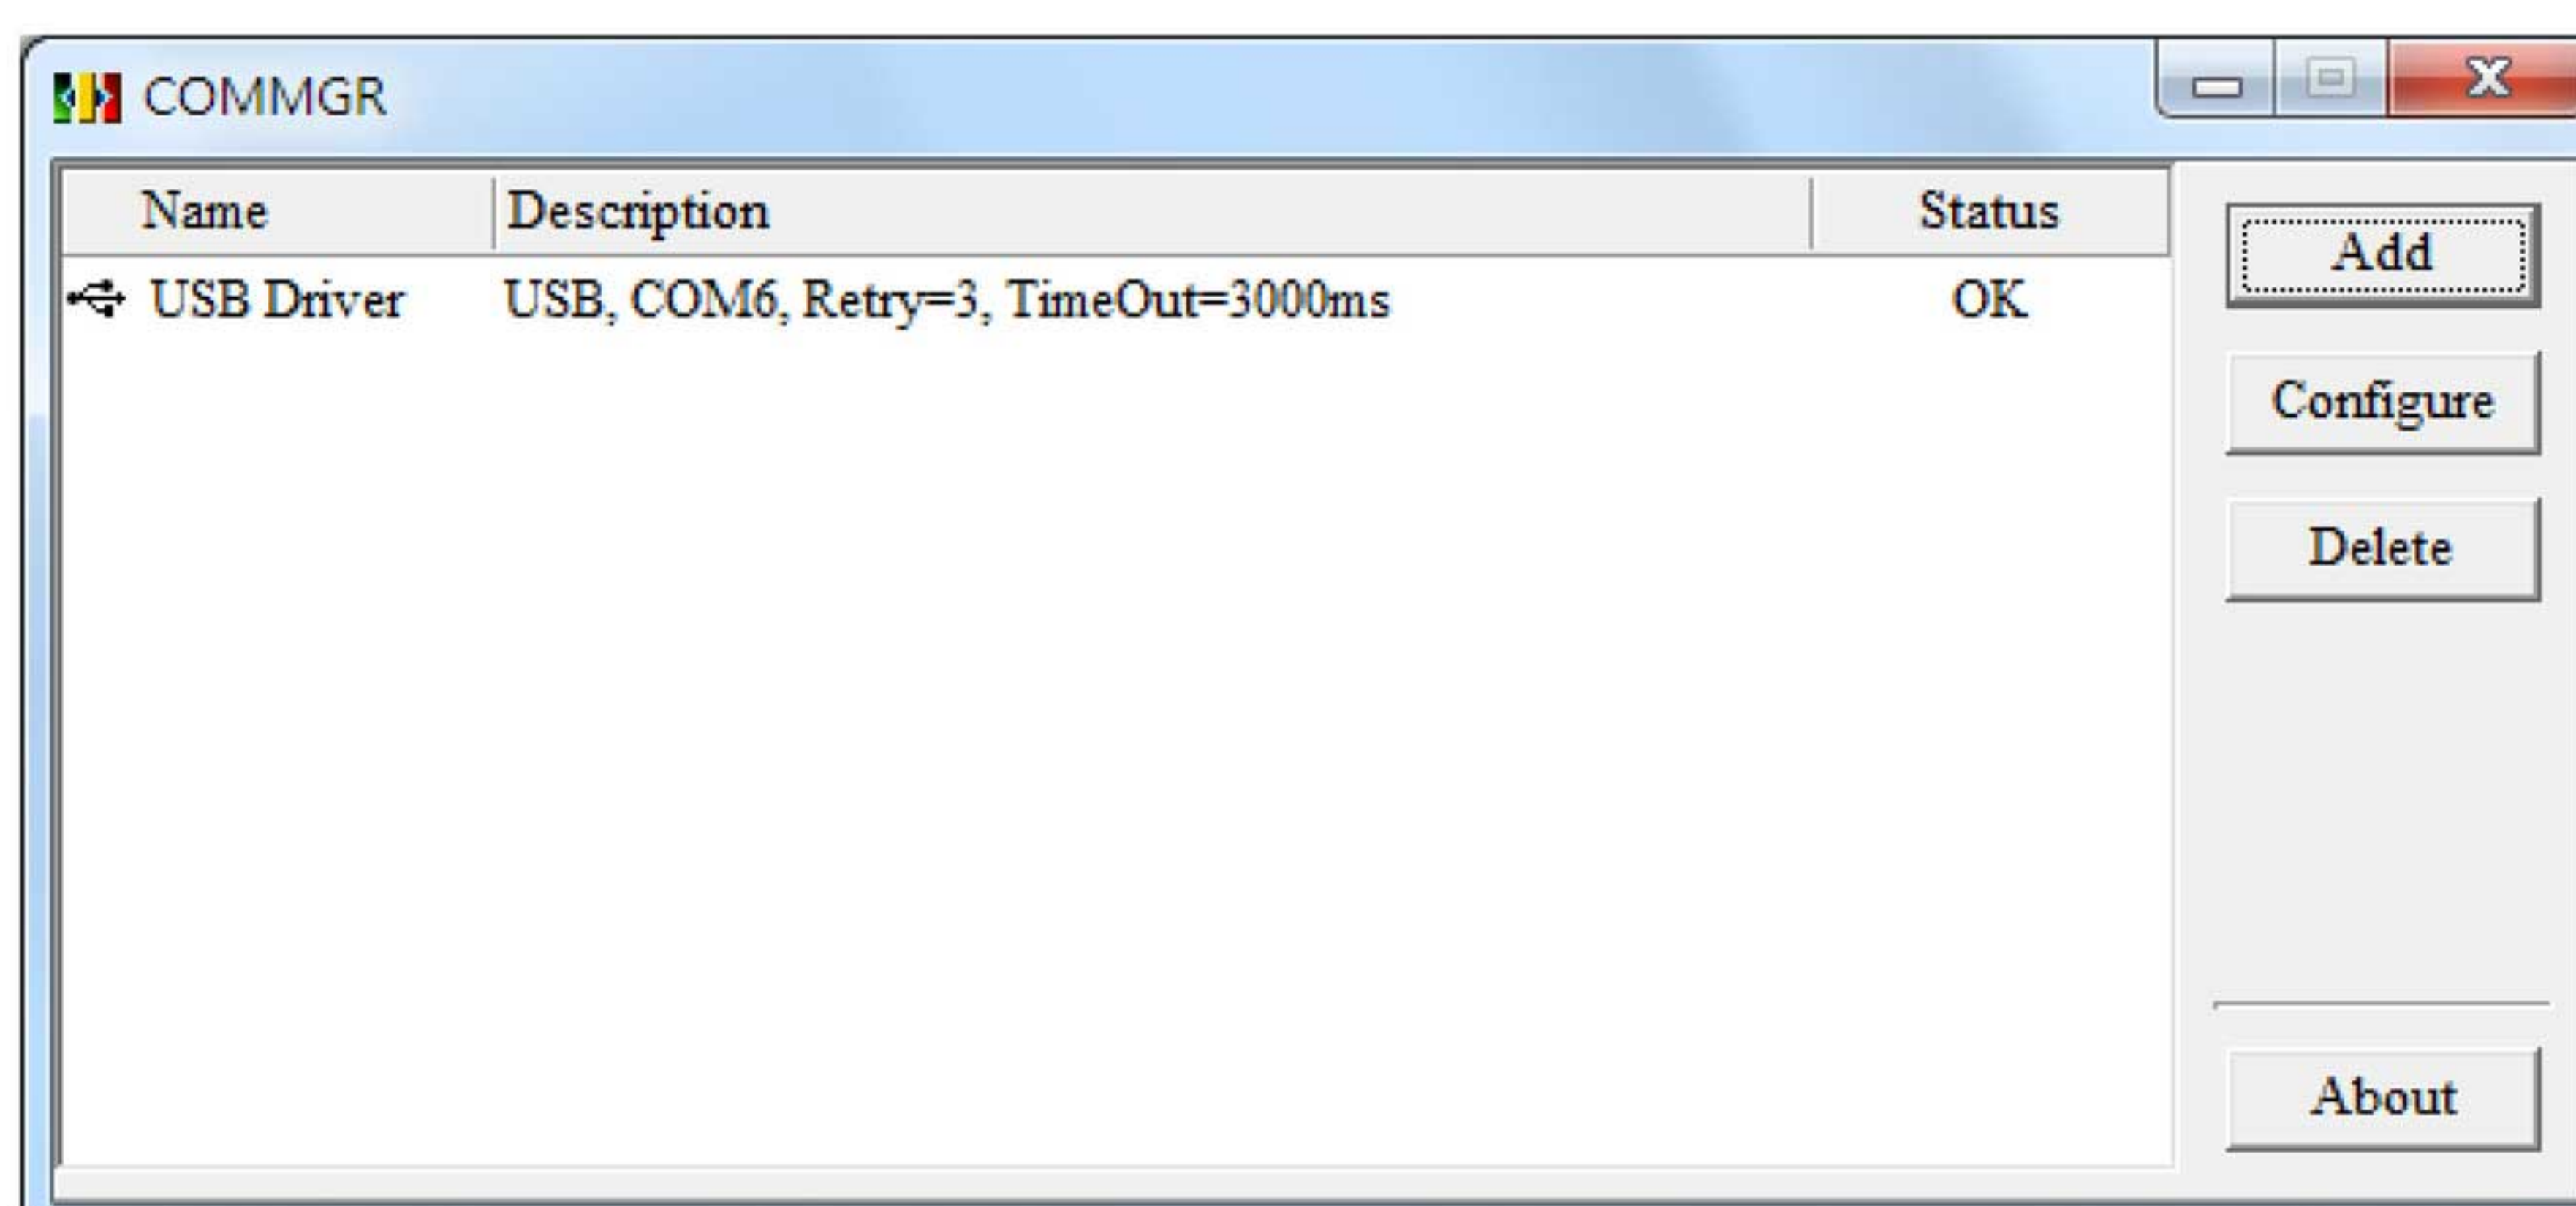 COMMGR
Name Description Status
USB Driver USB, COM6, Retry=3, TimeOut=3000ms OK
Add
Configure
Delete
About